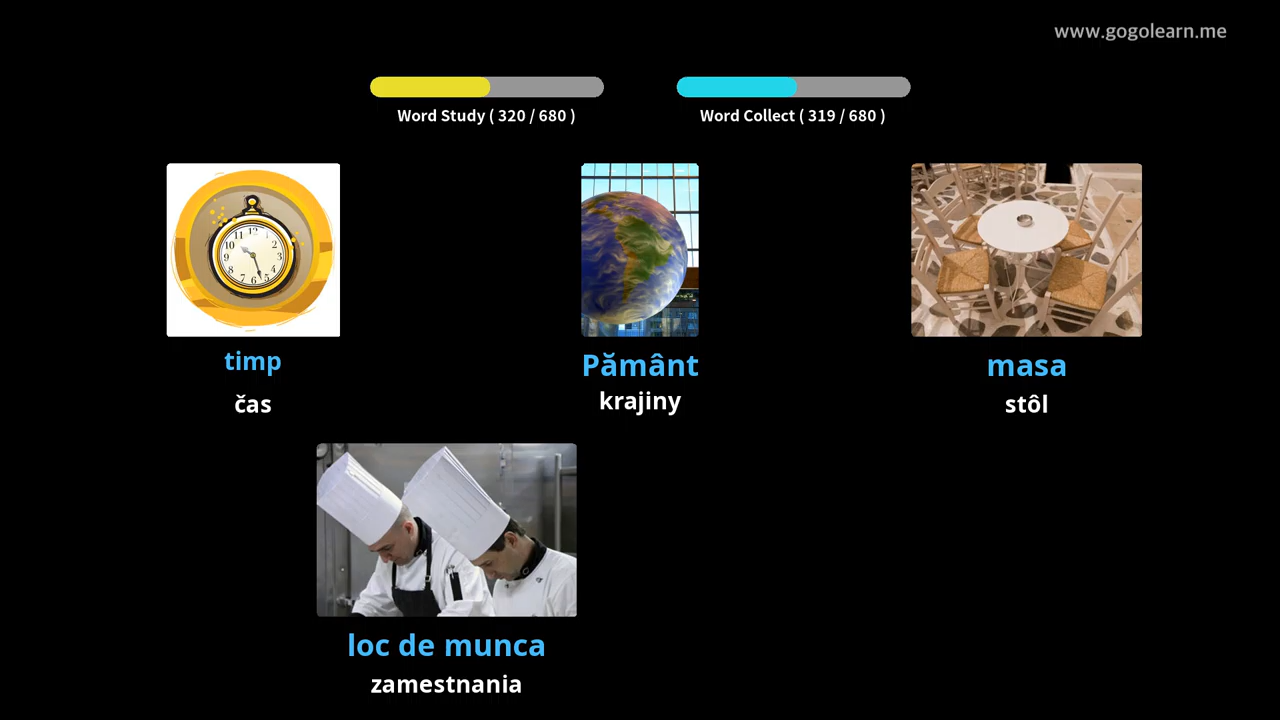 www.gogolearn.me
Word Study ( 320 / 680 )
Word Collect ( 319 / 680 )
timp
Pământ
masa
čas
krajiny
stôl
loc de munca
zamestnania